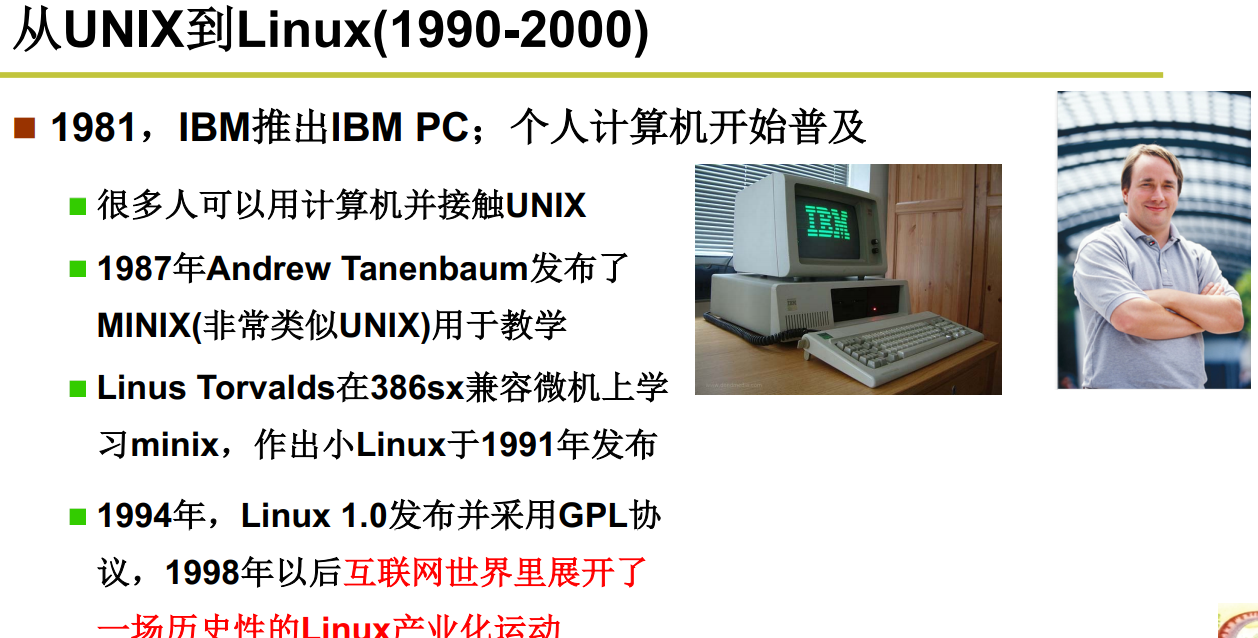 从UNIX到Linux(1990-2000)
1981，IBM推出IBM PC；个人计算机开始普及
很多人可以用计算机并接触UNIX
1987年Andrew Tanenbaum发布了
MINIX(非常类似UNIX)用于教学
Linus Torvalds在386sx兼容微机上学
习minix，作出小Linux于1991年发布
1994年，Linux 1.0发布并采用GPL协
议，1998年以后互联网世界里展开了
一场历史性的Linux产业化运动
IBM